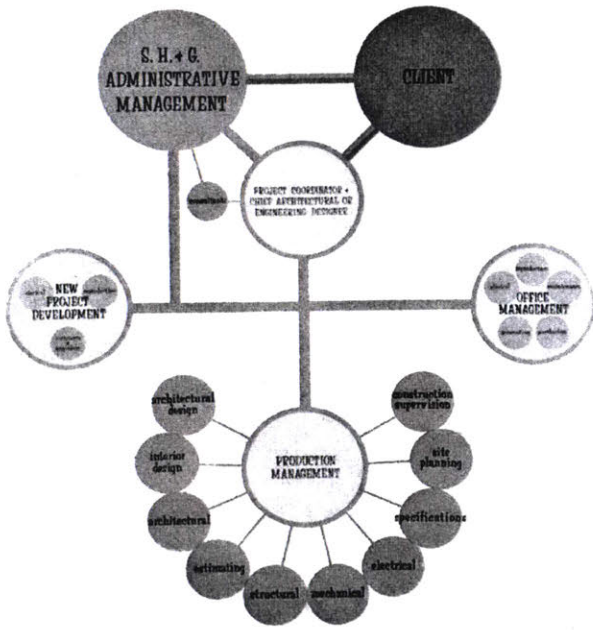 S. H. & G.
ADMINISTRATIVE
MANAGEMENT
CLIENT
PROJECT COORDINATOR +
CHIEF ARCHITECTURAL OR
ENGINEERING DESIGNER
NEW
PROJECT
DEVELOPMENT
OFFICE
MANAGEMENT
architectural
design
construction
supervision
interior
design
PRODUCTION
MANAGEMENT
site
planning
architectural
specifications
estimating
electrical
structural
mechanical